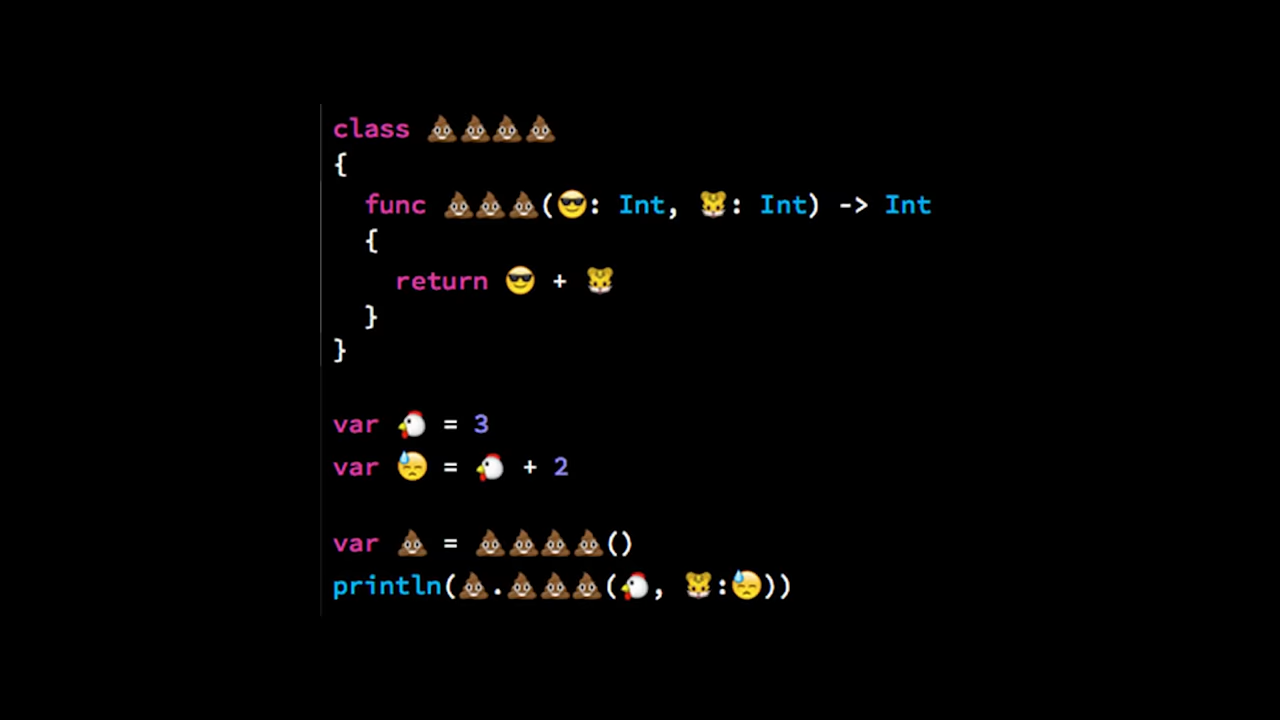 class 💩💩💩💩
{
func 💩💩💩(😎: Int, 🐯: Int) -> Int
{
return 😎 + 🐯
}
}
var 🐔 = 3
var 😓 = 🐔 + 2
var 💩 = 💩💩💩💩()
println(💩.💩💩💩(🐔, 🐯:😓))